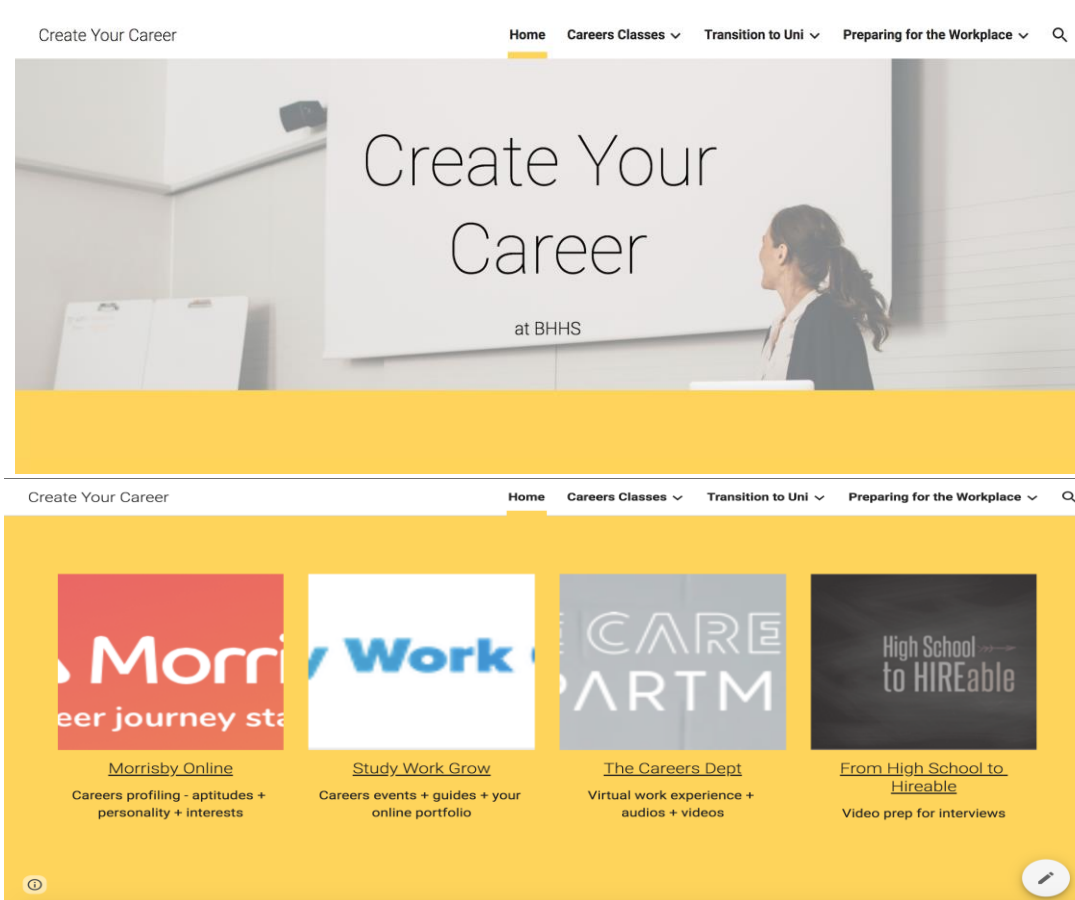 Create Your Career
Home Careers Classes Transition to Uni Preparing for the Workplace
Create Your
Career
at BHHS
Create Your Career
Home Careers Classes Transition to Uni Preparing for the Workplace
Morri
eer journey sta
y Work
E CARE
PARTM
High School
to HIREable
Morrisby Online
Careers profiling - aptitudes +
personality + interests
Study Work Grow
Careers events + guides + your
online portfolio
The Careers Dept
Virtual work experience +
audios + videos
From High School to
Hireable
Video prep for interviews